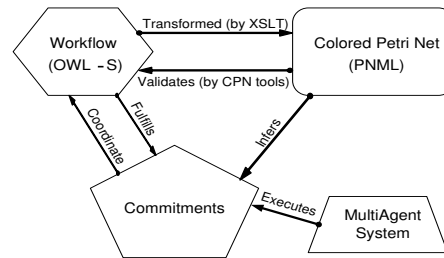 Transformed (by XSLT)
Workflow
(OWL -S)
Colored Petri Net
(PNML)
Validates (by CPN tools)
Coordinate
Fulfills
Infers
Commitments
Executes
MultiAgent
System